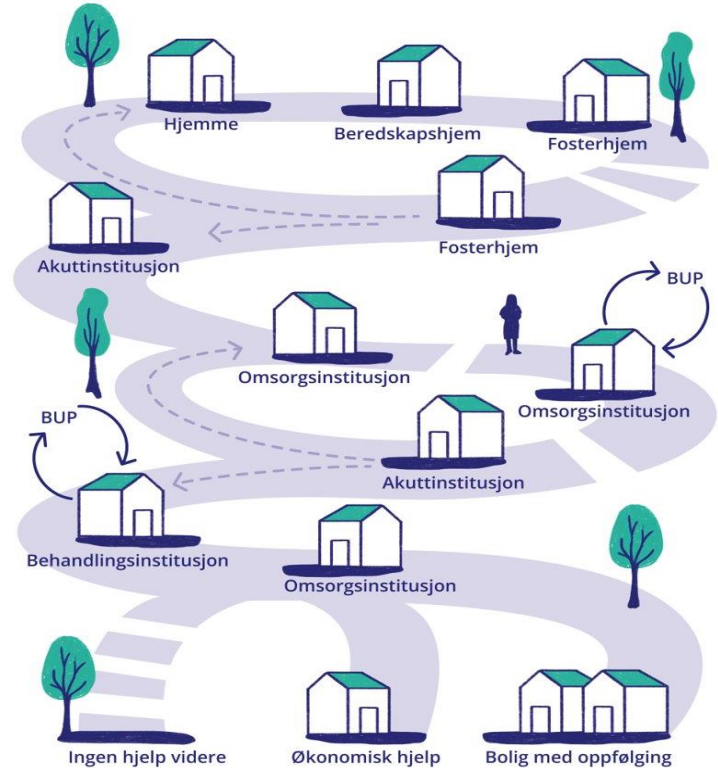 Hjemme
Beredskapshjem
Fosterhjem
Fosterhjem
Akuttinstitusjon
BUP
Omsorgsinstitusjon
Omsorgsinstitusjon
BUP
Akuttinstitusjon
Behandlingsinstitusjon
Omsorgsinstitusjon
Ingen hjelp videre
Økonomisk hjelp
Bolig med oppfølging